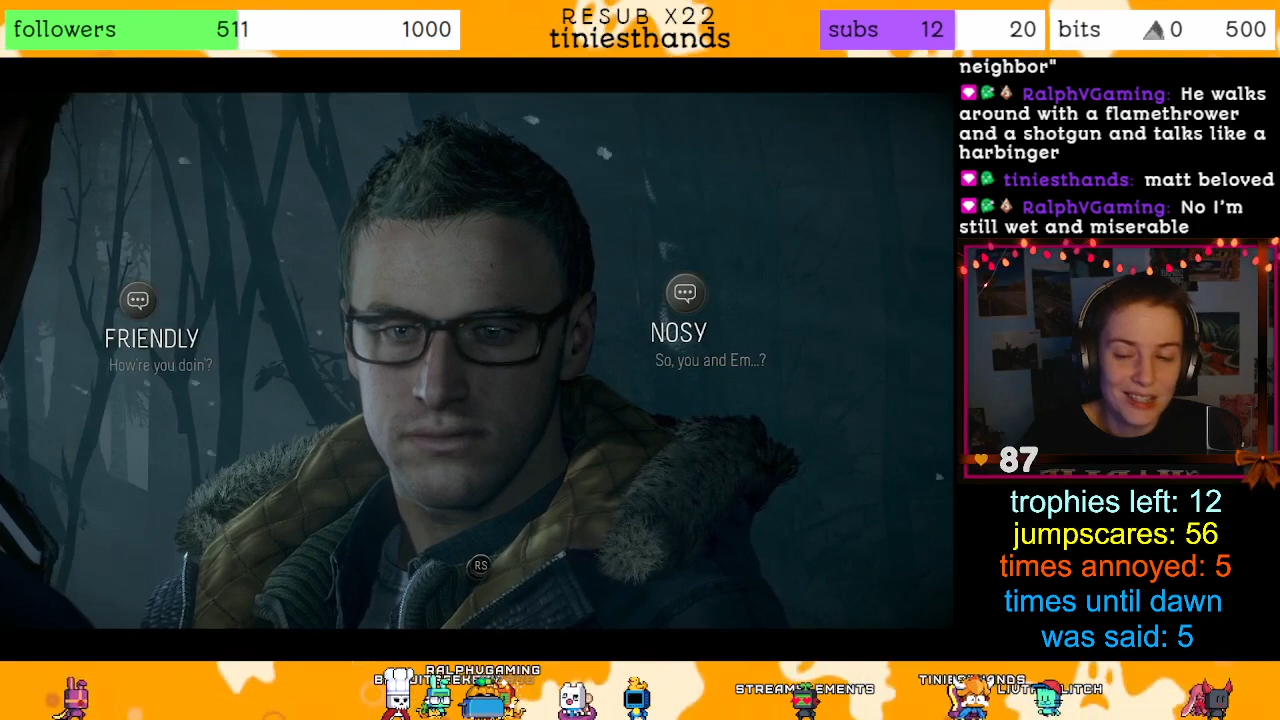 followers 511 1000
RESUB X22
tiniesthands
subs 12 20
bits 0 500
neighbor"
RalphVGaming: He walks
around with a flamethrower
and a shotgun and talks like a
harbinger
tiniesthands: matt beloved
RalphVGaming: No I'm
still wet and miserable
FRIENDLY
How're you doin'?
NOSY
So, you and Em...?
RS
87
trophies left: 12
jumpscares: 56
times annoyed: 5
times until dawn
was said: 5
RALPHVGAMING